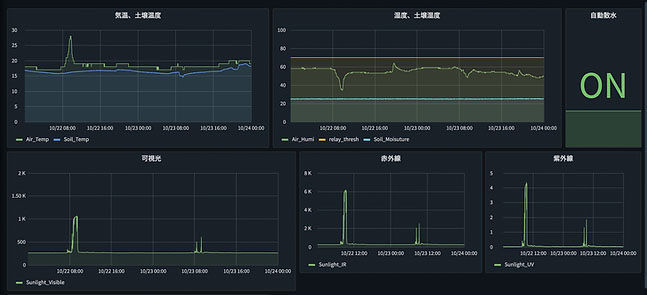 気温、土壌温度
30
25
20
15
10
5
0
10/22 08:00 10/22 16:00 10/23 00:00 10/23 08:00 10/23 16:00 10/24 00:00
Air_Temp Soil_Temp
湿度、土壌湿度
100
80
60
40
20
0
10/22 08:00 10/22 16:00 10/23 00:00 10/23 08:00 10/23 16:00 10/24 00:00
Air_Humi relay_thresh Soil_Moisuture
自動散水
ON
可視光
2 K
1.50 K
1 K
500
0
10/22 08:00 10/22 16:00 10/23 00:00 10/23 08:00 10/23 16:00 10/24 00:00
Sunlight_Visible
赤外線
8 K
6 K
4 K
2 K
0
10/22 12:00 10/23 00:00 10/23 12:00 10/24 00:00
Sunlight_IR
紫外線
5
4
3
2
1
0
10/22 12:00 10/23 00:00 10/23 12:00 10/24 00:00
Sunlight_UV